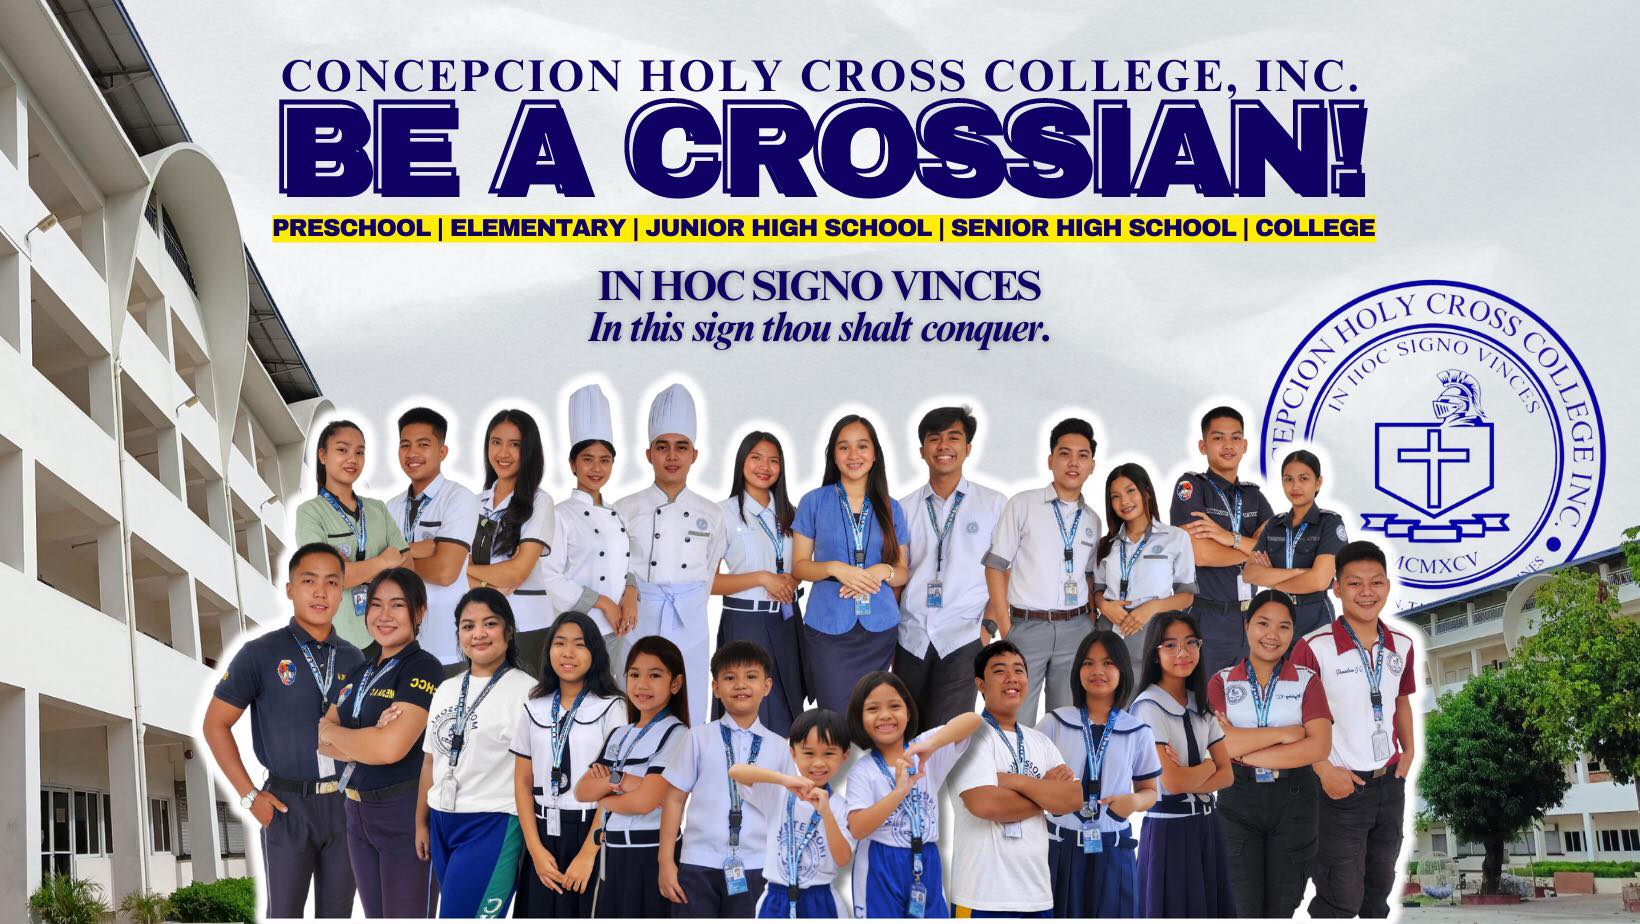 CONCEPCION HOLY CROSS COLLEGE, INC.
BE A CROSSIAN!
PRESCHOOL | ELEMENTARY | JUNIOR HIGH SCHOOL | SENIOR HIGH SCHOOL | COLLEGE
IN HOC SIGNO VINCES
In this sign thou shalt conquer.
CEPCION HOLY CROSS COLLEGE INC.
IN HOC SIGNO VINCES
MCMXCV